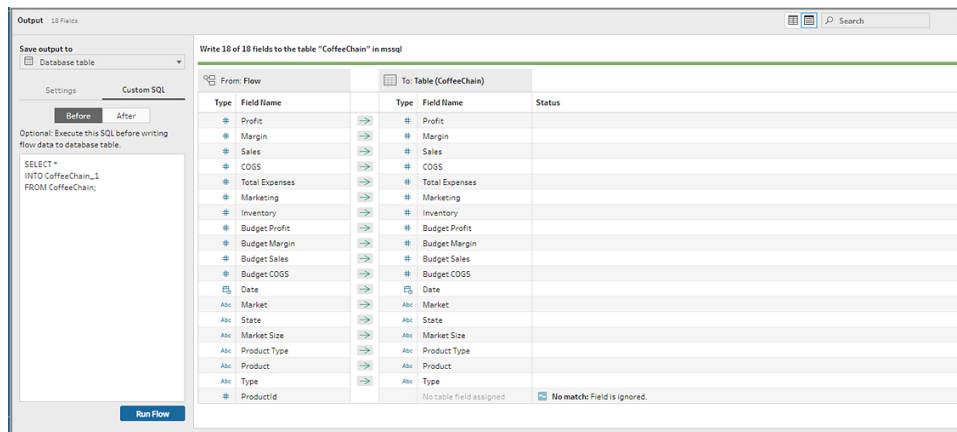 Output 18 Fields
Search
Save output to
Database table
Settings Custom SQL
Before After
Optional: Execute this SQL before writing
flow data to database table.
SELECT *
INTO CoffeeChain_1
FROM CoffeeChain;
Run Flow
Write 18 of 18 fields to the table "CoffeeChain" in mssql
From: Flow To: Table (CoffeeChain)
Type Field Name Type Field Name Status
# Profit → # Profit
# Margin → # Margin
# Sales → # Sales
# COGS → # COGS
# Total Expenses → # Total Expenses
# Marketing → # Marketing
# Inventory → # Inventory
# Budget Profit → # Budget Profit
# Budget Margin → # Budget Margin
# Budget Sales → # Budget Sales
# Budget COGS → # Budget COGS
Date → Date
Abc Market → Abc Market
Abc State → Abc State
Abc Market Size → Abc Market Size
Abc Product Type → Abc Product Type
Abc Product → Abc Product
Abc Type → Abc Type
# ProductId No table field assigned No match: Field is ignored.